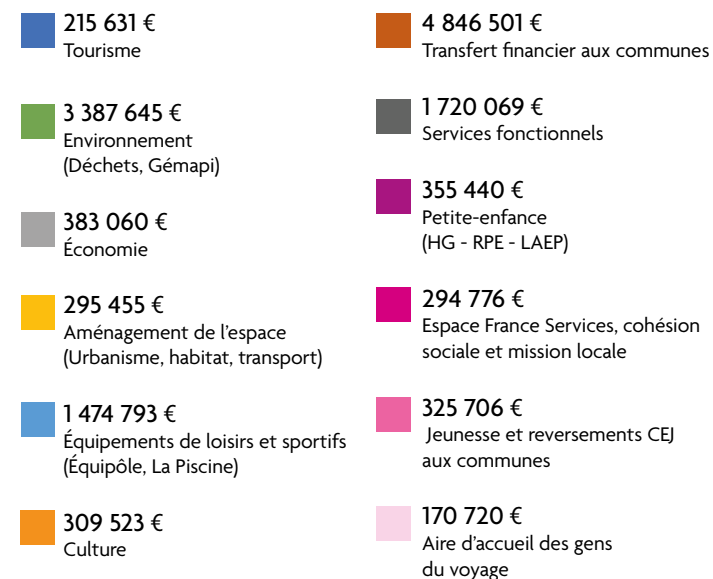 215 631 €
Tourisme
3 387 645 €
Environnement
(Déchets, Gémapi)
383 060 €
Économie
295 455 €
Aménagement de l'espace
(Urbanisme, habitat, transport)
1 474 793 €
Équipements de loisirs et sportifs
(Équipôle, La Piscine)
309 523 €
Culture
4 846 501 €
Transfert financier aux communes
1 720 069 €
Services fonctionnels
355 440 €
Petite-enfance
(HG - RPE - LAEP)
294 776 €
Espace France Services, cohésion
sociale et mission locale
325 706 €
Jeunesse et reversements CEJ
aux communes
170 720 €
Aire d'accueil des gens
du voyage